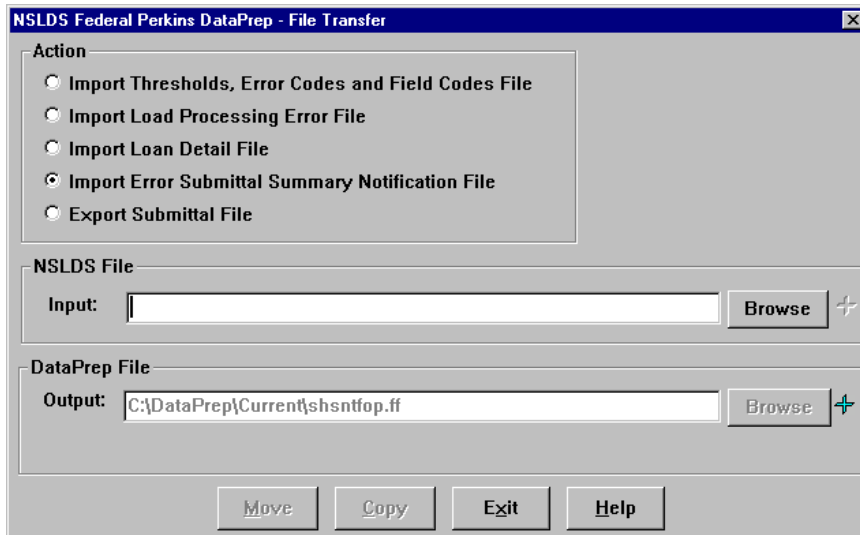 NSLDS Federal Perkins DataPrep - File Transfer
Action
Import Thresholds, Error Codes and Field Codes File
Import Load Processing Error File
Import Loan Detail File
Import Error Submittal Summary Notification File
Export Submittal File
NSLDS File
Input:
Browse
DataPrep File
Output:
C:\DataPrep\Current\shsntfop.ff
Browse
Move
Copy
Exit
Help